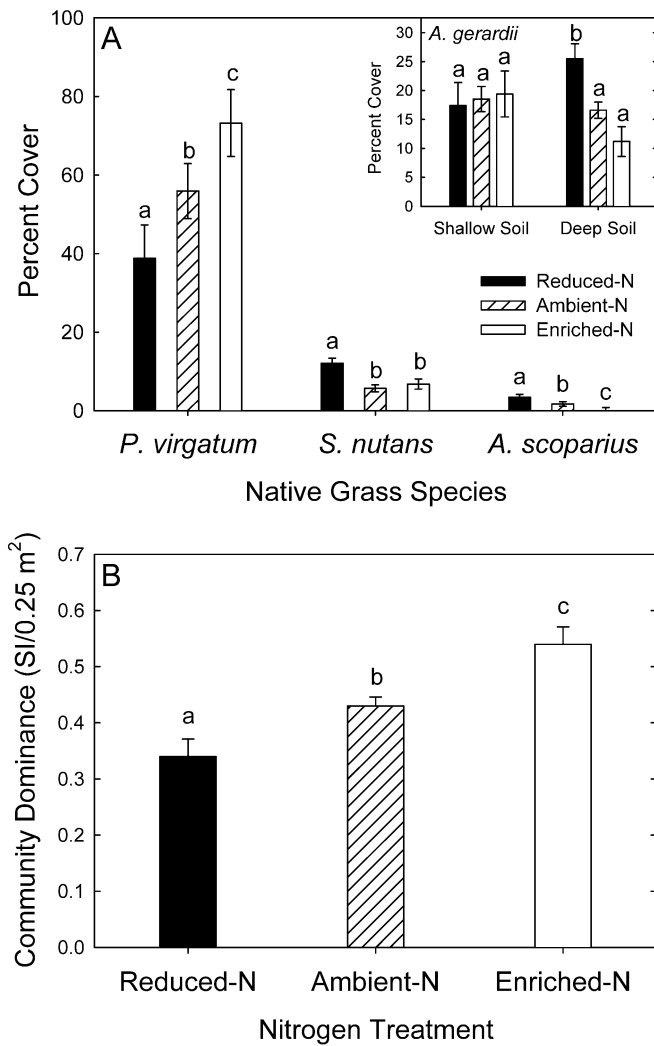 A
Percent Cover
100
80
60
40
20
0
a
b
c
a
b
b
a
b
c
P. virgatum
S. nutans
A. scoparius
Native Grass Species
A. gerardii
Percent Cover
30
25
20
15
10
5
0
a
a
a
b
a
a
Shallow Soil
Deep Soil
Reduced-N
Ambient-N
Enriched-N
B
Community Dominance (SI/0.25 m²)
0.7
0.6
0.5
0.4
0.3
0.2
0.1
0.0
a
b
c
Reduced-N
Ambient-N
Enriched-N
Nitrogen Treatment